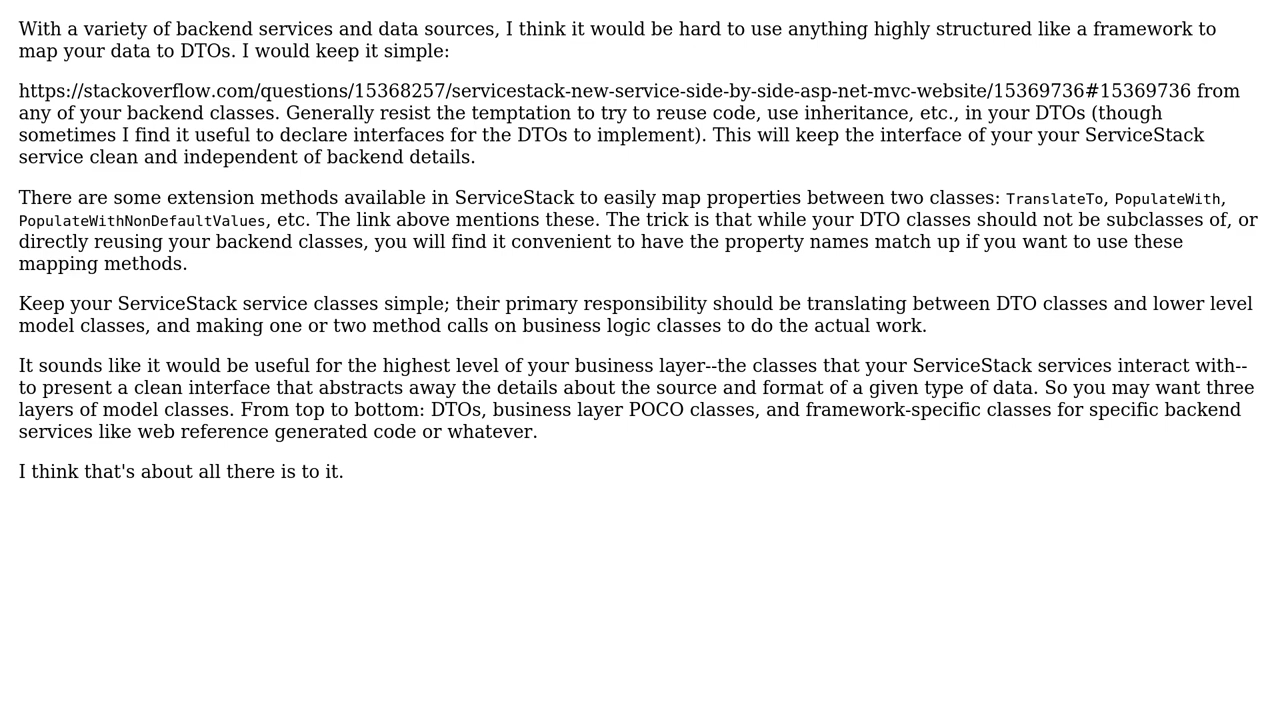 With a variety of backend services and data sources, I think it would be hard to use anything highly structured like a framework to
map your data to DTOs. I would keep it simple:
https://stackoverflow.com/questions/15368257/servicestack-new-service-side-by-side-asp-net-mvc-website/15369736#15369736 from
any of your backend classes. Generally resist the temptation to try to reuse code, use inheritance, etc., in your DTOs (though
sometimes I find it useful to declare interfaces for the DTOs to implement). This will keep the interface of your your ServiceStack
service clean and independent of backend details.
There are some extension methods available in ServiceStack to easily map properties between two classes: TranslateTo, PopulateWith,
PopulateWithNonDefaultValues, etc. The link above mentions these. The trick is that while your DTO classes should not be subclasses of, or
directly reusing your backend classes, you will find it convenient to have the property names match up if you want to use these
mapping methods.
Keep your ServiceStack service classes simple; their primary responsibility should be translating between DTO classes and lower level
model classes, and making one or two method calls on business logic classes to do the actual work.
It sounds like it would be useful for the highest level of your business layer--the classes that your ServiceStack services interact with--
to present a clean interface that abstracts away the details about the source and format of a given type of data. So you may want three
layers of model classes. From top to bottom: DTOs, business layer POCO classes, and framework-specific classes for specific backend
services like web reference generated code or whatever.
I think that's about all there is to it.